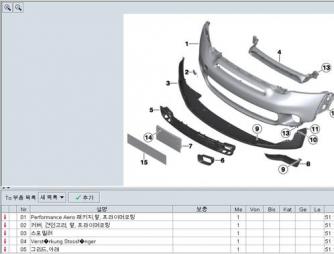 1
2
3
4
5
6
7
8
9
9
10
11
13
13
14
15
To 부품 목록 새 목록 추가
Nr 설명 보충 Me Von Bis Kat Ge Le
01 Performance Aero 패키지,앞, 프라이머코팅 1 51
02 커버, 견인고리, 앞, 프라이머코팅 1 51
03 스포일러 1 51
04 Verst�rkung Stossf�nger 1 51
05 그리드,아래 1 51